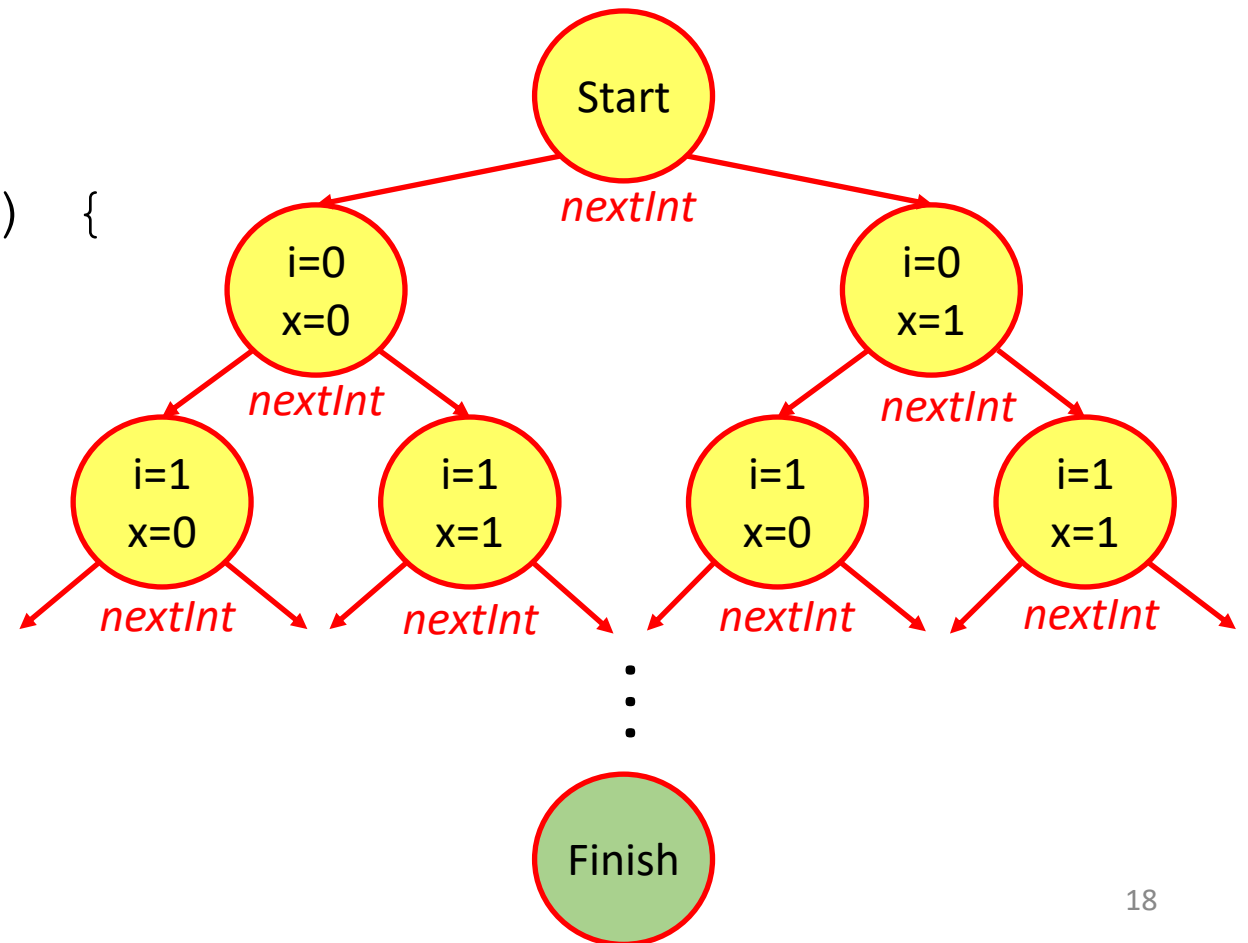 Start
nextInt
) {
i=0
x=0
i=0
x=1
nextInt
nextInt
i=1
x=0
i=1
x=1
i=1
x=0
i=1
x=1
nextInt
nextInt
nextInt
nextInt
.
.
.
Finish
18